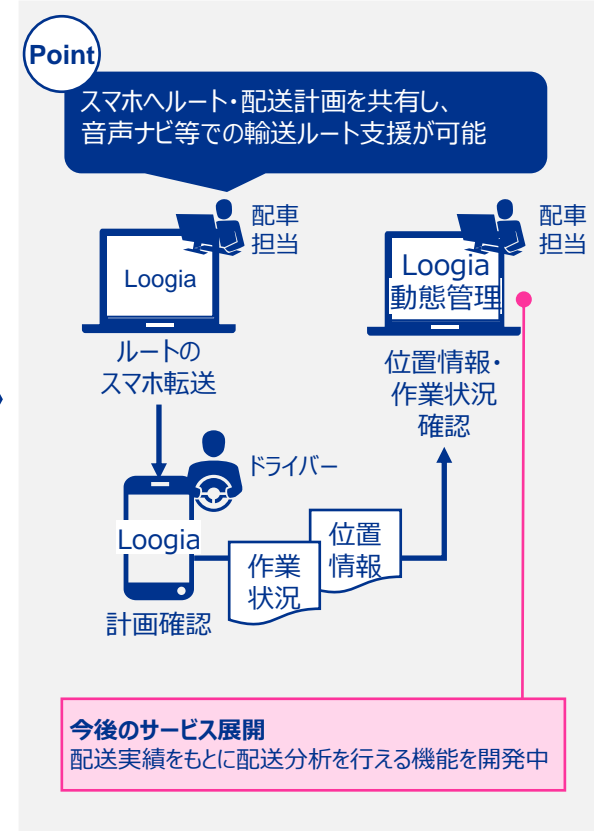 Point
スマホへルート・配送計画を共有し、
音声ナビ等での輸送ルート支援が可能
配車
担当
Loogia
ルートの
スマホ転送
ドライバー
Loogia
計画確認
作業
状況
位置
情報
配車
担当
Loogia
動態管理
位置情報・
作業状況
確認
今後のサービス展開
配送実績をもとに配送分析を行える機能を開発中